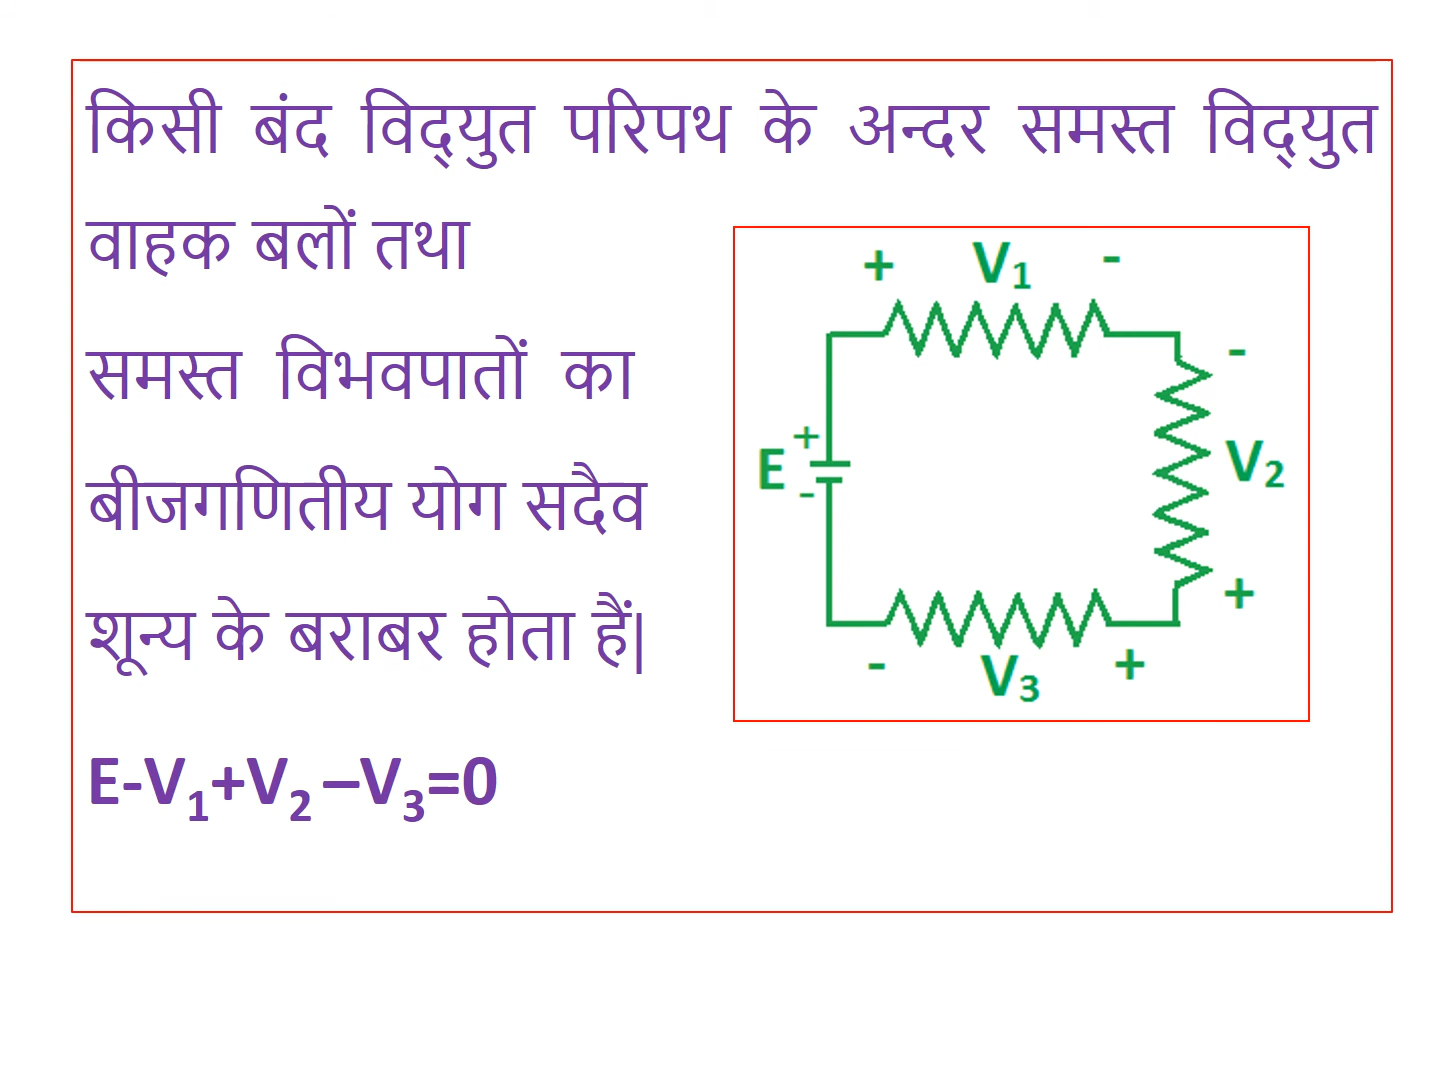 किसी बंद विद्युत परिपथ के अन्दर समस्त विद्युत
वाहक बलों तथा
समस्त विभवपातों का
बीजगणितीय योग सदैव
शून्य के बराबर होता हैं|
E-V₁+V₂ –V₃=0
+ V₁ -
-
E + -
V₂
+
- V₃ +